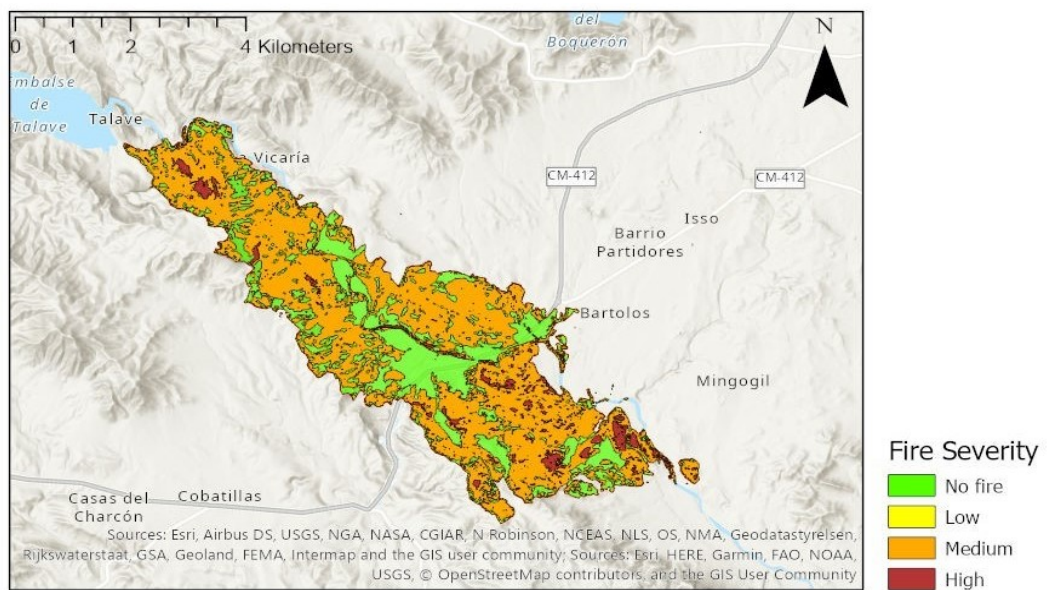 del
Boquerón
N
0 1 2 4 Kilometers
Embalse
de
Talave
Talave
Vicaría
CM-412
CM-412
Isso
Barrio
Partidores
Bartolos
Mingogil
Casas del
Charcón
Cobatillas
Sources: Esri, Airbus DS, USGS, NGA, NASA, CGIAR, N Robinson, NCEAS, NLS, OS, NMA, Geodatastyrelsen,
Rijkswaterstaat, GSA, Geoland, FEMA, Intermap and the GIS user community; Sources: Esri, HERE, Garmin, FAO, NOAA,
USGS, © OpenStreetMap contributors, and the GIS User Community
Fire Severity
No fire
Low
Medium
High